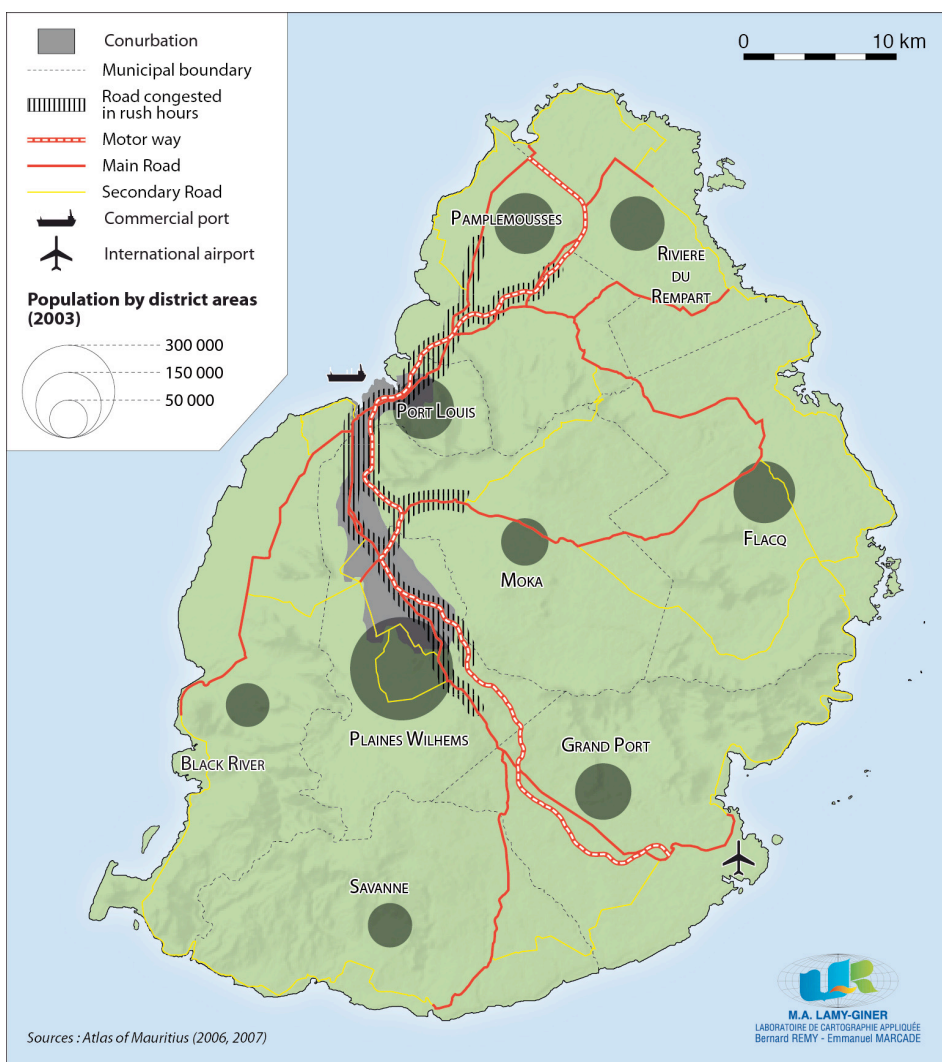 Conurbation
Municipal boundary
Road congested
in rush hours
Motor way
Main Road
Secondary Road
Commercial port
International airport
Population by district areas
(2003)
300 000
150 000
50 000
0 10 km
PAMPLEMOUSSES
RIVIERE
DU
REMPART
PORT LOUIS
FLACQ
MOKA
PLAINES WILHEMS
GRAND PORT
BLACK RIVER
SAVANNE
Sources : Atlas of Mauritius (2006, 2007)
UR
M.A. LAMY-GINER
LABORATOIRE DE CARTOGRAPHIE APPLIQUÉE
Bernard REMY - Emmanuel MARCADE